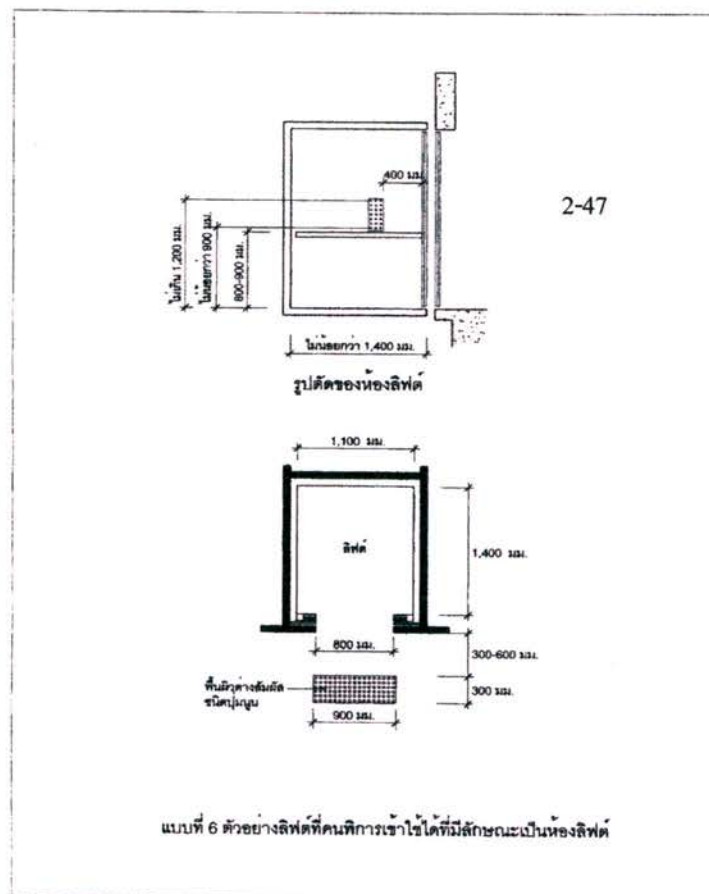 400 มม.
2-47
ไม่เกิน 1,200 มม.
ไม่น้อยกว่า 900 มม.
800-900 มม.
ไม่น้อยกว่า 1,400 มม.
รูปตัดของห้องลิฟต์
1,100 มม.
ลิฟต์
1,400 มม.
800 มม.
300-600 มม.
พื้นผิวต่างสัมผัส
ชนิดปุ่มนูน
300 มม.
900 มม.
แบบที่ 6 ตัวอย่างลิฟต์ที่คนพิการเข้าใช้ได้ที่มีลักษณะเป็นห้องลิฟต์